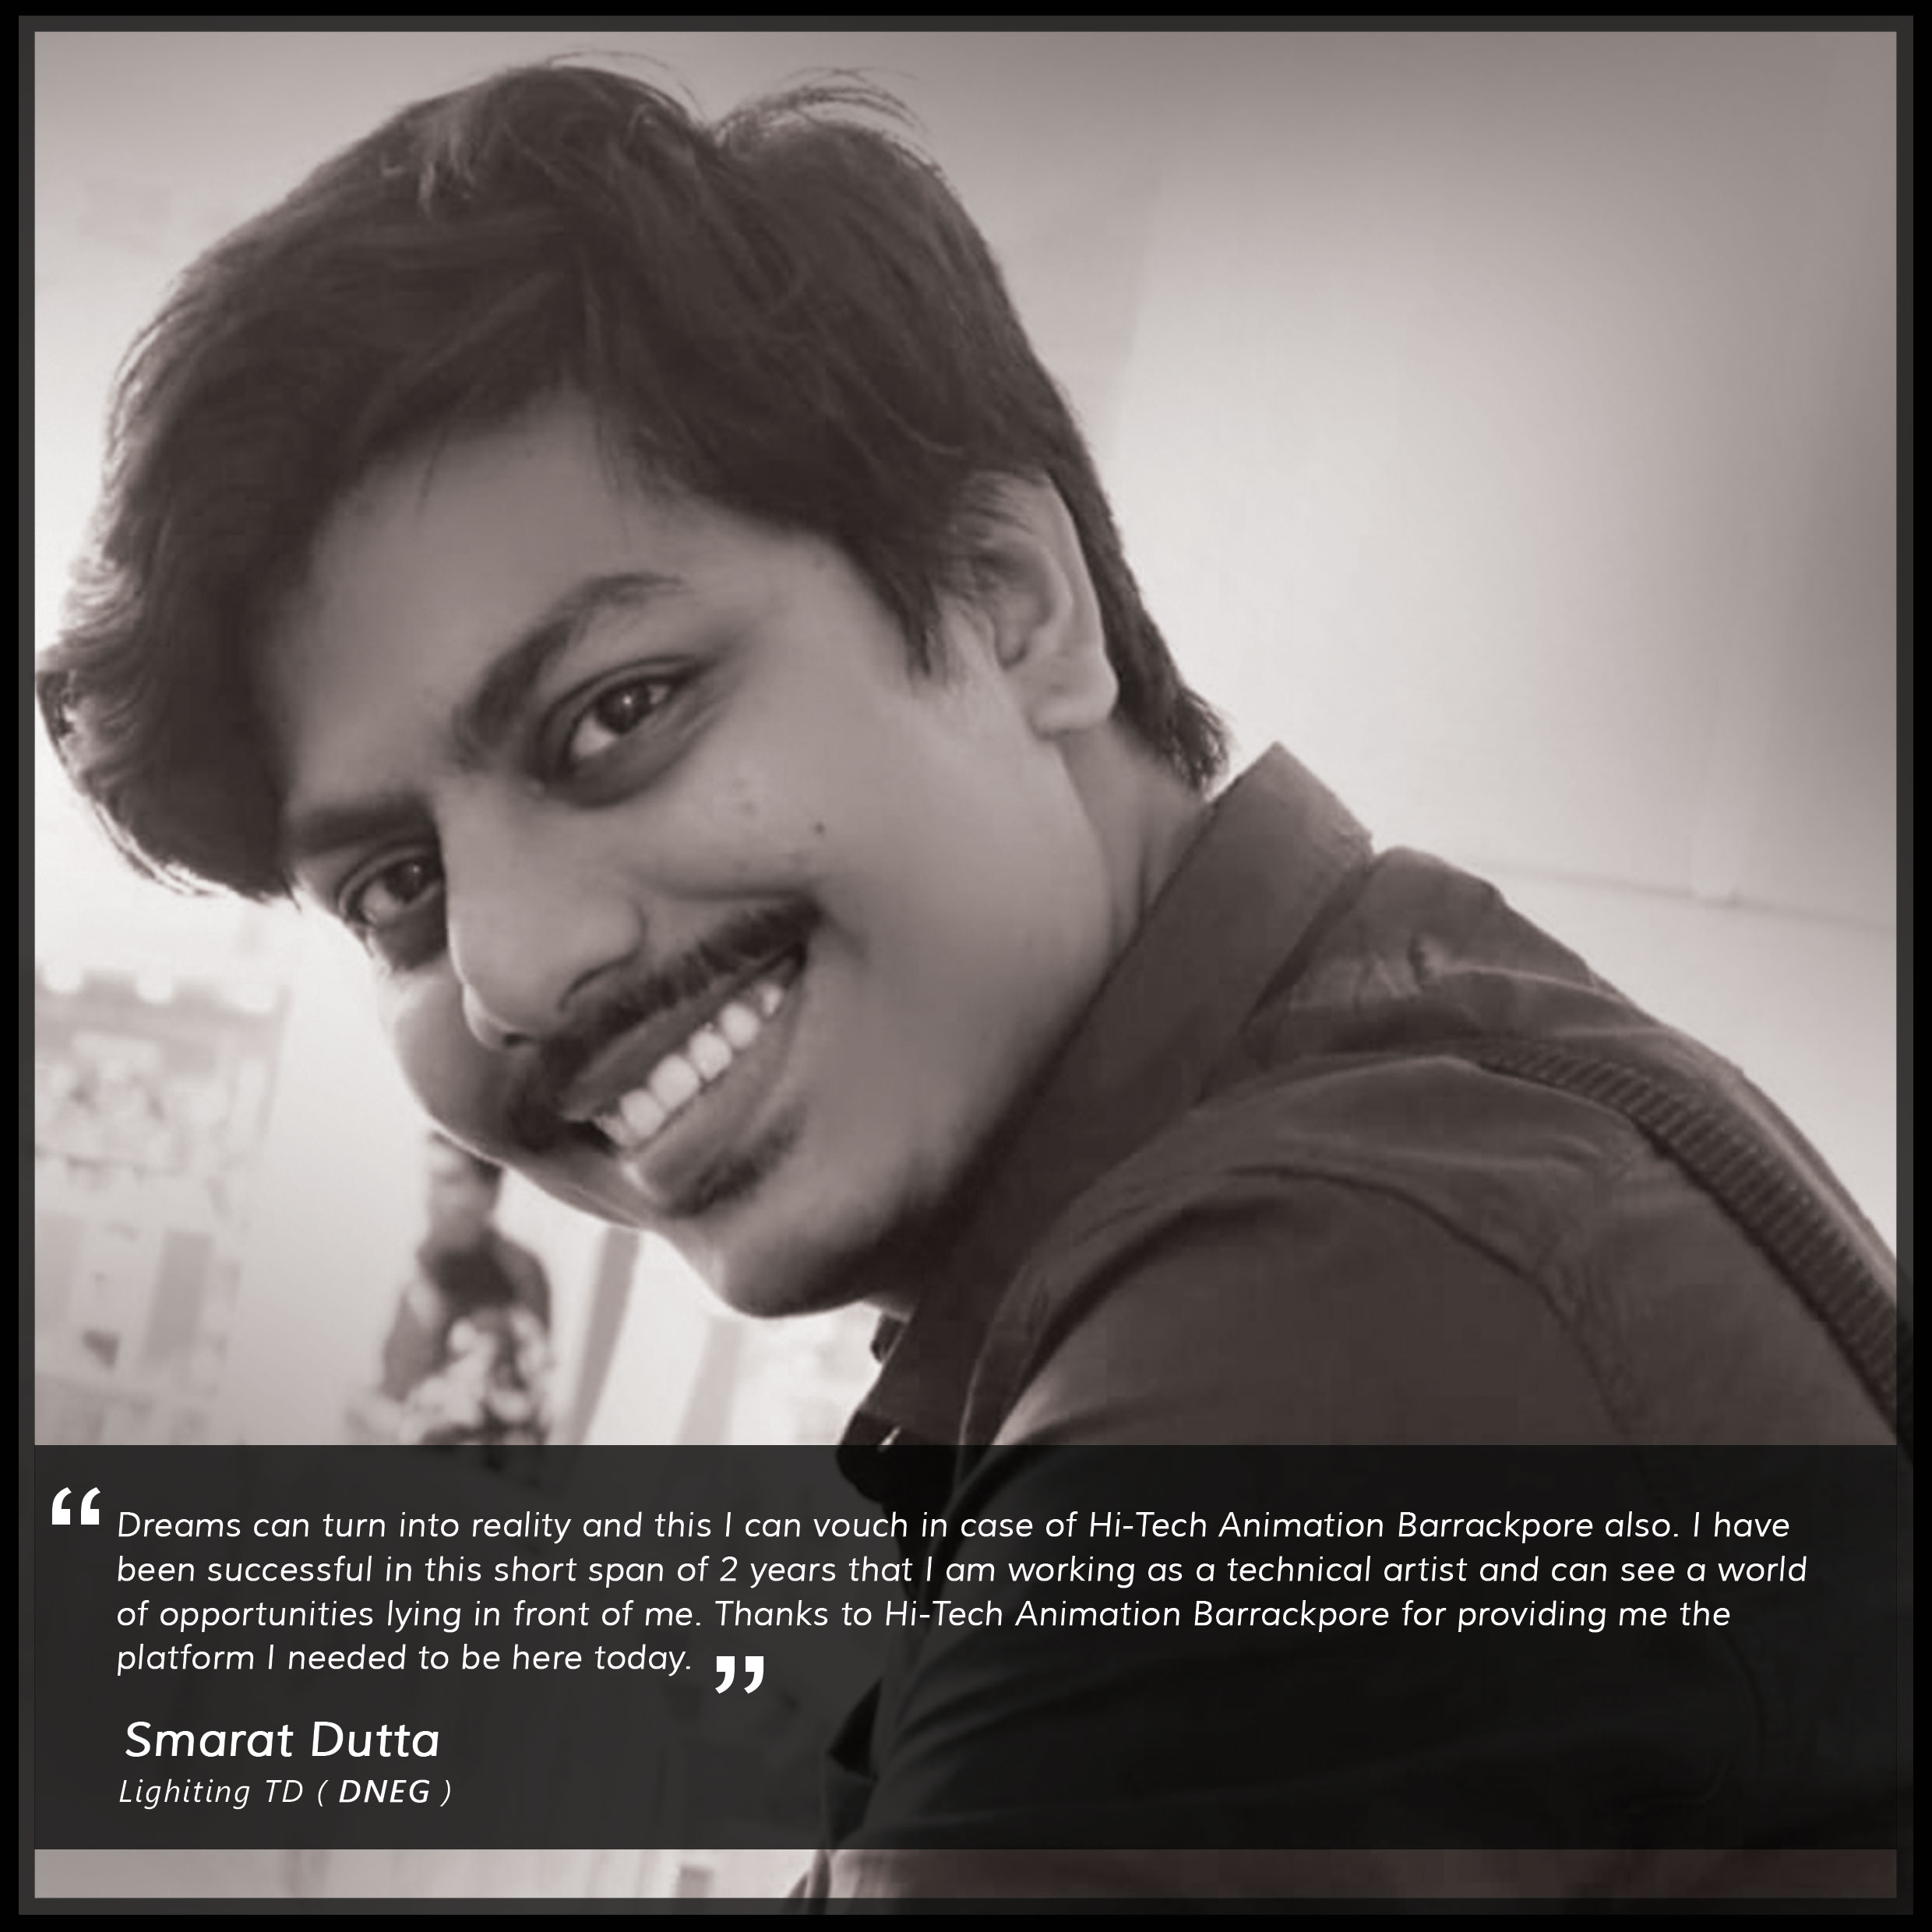 “ Dreams can turn into reality and this I can vouch in case of Hi-Tech Animation Barrackpore also. I have
been successful in this short span of 2 years that I am working as a technical artist and can see a world
of opportunities lying in front of me. Thanks to Hi-Tech Animation Barrackpore for providing me the
platform I needed to be here today. ”
Smarat Dutta
Lighiting TD ( DNEG )